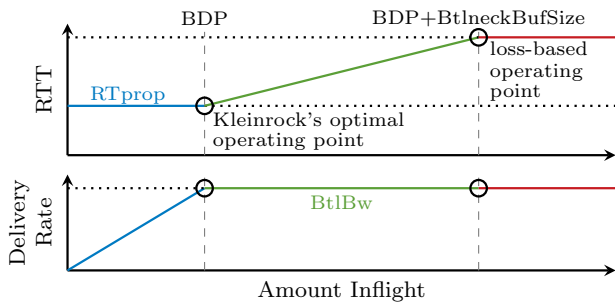 BDP
BDP+BtlneckBufSize
RTT
RTprop
loss-based
operating
point
Kleinrock's optimal
operating point
Delivery
Rate
BtlBw
Amount Inflight